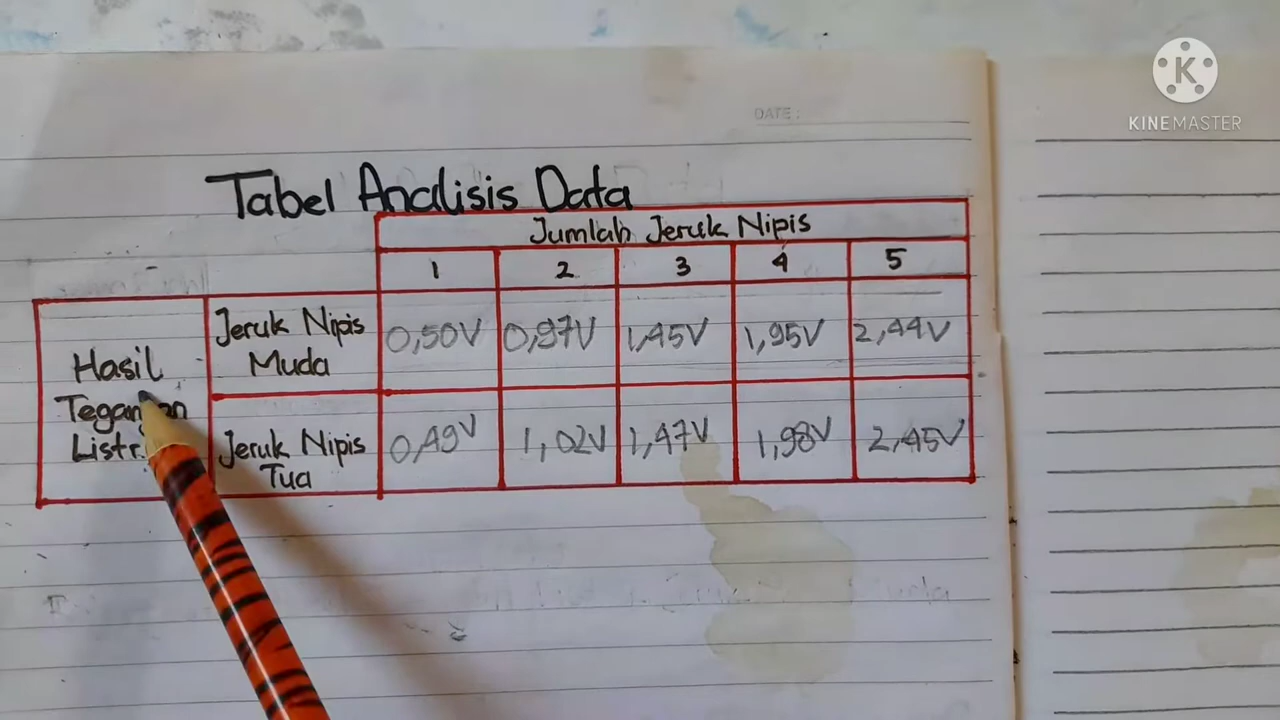 KINEMASTER
DATE :
Tabel Analisis Data
Jumlah Jeruk Nipis
1 2 3 4 5
Jeruk Nipis
Muda
0,50V 0,97V 1,45V 1,95V 2,44V
Hasil
Jeruk Nipis
Tua
0,49V 1,02V 1,47V 1,98V 2,45V